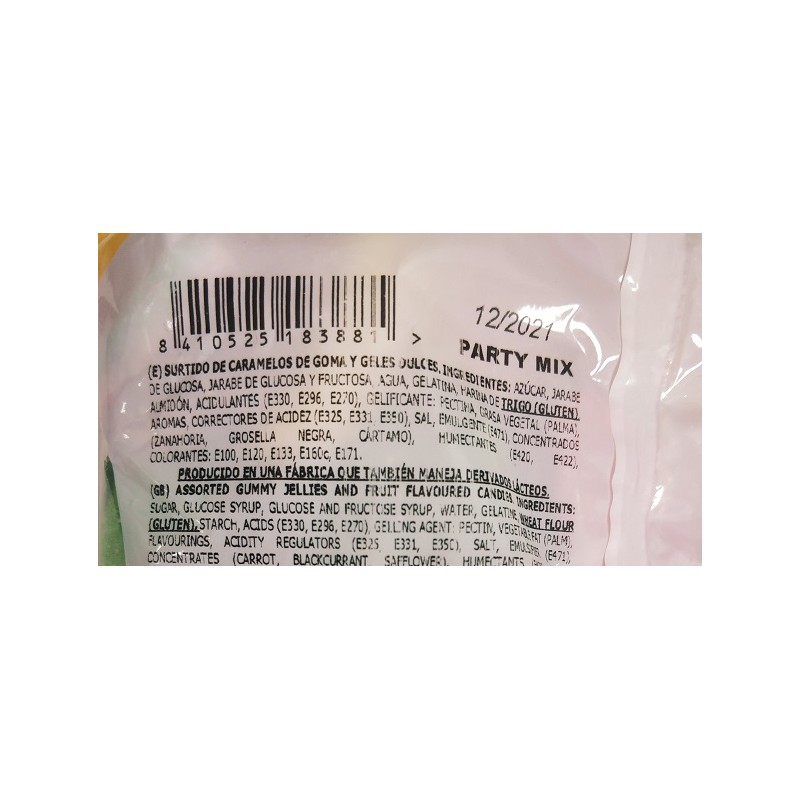 12/2021
8 410525 183881 >
PARTY MIX
(E) SURTIDO DE CARAMELOS DE GOMA Y GELES DULCES, INGREDIENTES: AZÚCAR, JARABE
DE GLUCOSA, JARABE DE GLUCOSA Y FRUCTOSA, AGUA, GELATINA, HARINA DE TRIGO (GLUTEN),
ALMIDÓN, ACIDULANTES (E330, E296, E270), GELIFICANTE: PECTINA, GRASA VEGETAL (PALMA),
AROMAS, CORRECTORES DE ACIDEZ (E325, E331 E350), SAL, EMULGENTE (E471), CONCENTRADOS
(ZANAHORIA, GROSELLA NEGRA, CÁRTAMO), HUMECTANTES (E420, E422),
COLORANTES: E100, E120, E133, E160c, E171.
PRODUCIDO EN UNA FÁBRICA QUE TAMBIÉN MANEJA DERIVADOS LÁCTEOS.
(GB) ASSORTED GUMMY JELLIES AND FRUIT FLAVOURED CANDIES, INGREDIENTS:
SUGAR, GLUCOSE SYRUP, GLUCOSE AND FRUCTOSE SYRUP, WATER, GELATINE, WHEAT FLOUR
(GLUTEN), STARCH, ACIDS (E330, E296, E270), GELLING AGENT: PECTIN, VEGETABLE FAT (PALM),
FLAVOURINGS, ACIDITY REGULATORS (E325, E331, E350), SALT, (E471),
CONCENTRATES (CARROT, BLACKCURRANT SAFFLOWER), HUMECTANTS